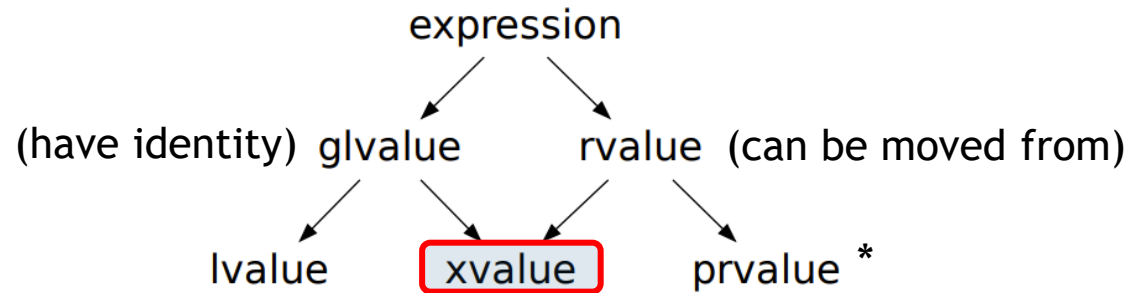 expression
(have identity) glvalue rvalue (can be moved from)
lvalue xvalue prvalue *